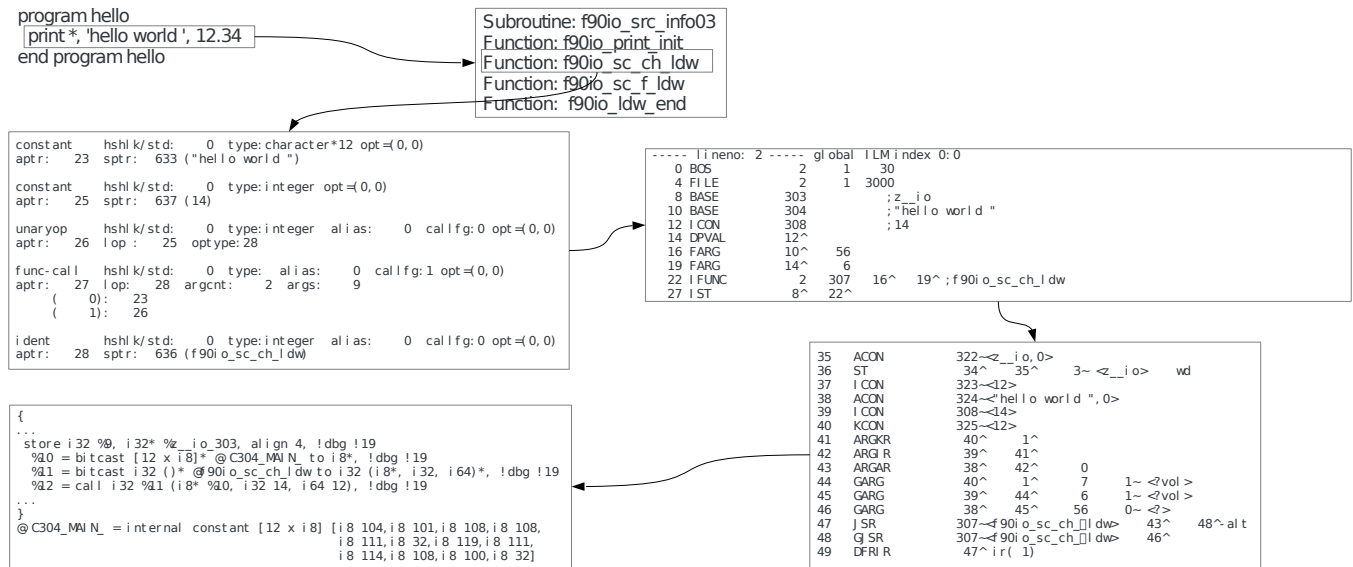 program hello
print *, 'hello world ', 12.34
end program hello
Subroutine: f90io_src_info03
Function: f90io_print_init
Function: f90io_sc_ch_ldw
Function: f90io_sc_f_ldw
Function: f90io_ldw_end
constant hshlk/std: 0 type:character*12 opt=(0,0)
aptr: 23 sptr: 633 ("hello world ")
constant hshlk/std: 0 type:integer opt=(0,0)
aptr: 25 sptr: 637 (14)
unaryop hshlk/std: 0 type:integer alias: 0 callfg:0 opt=(0,0)
aptr: 26 lop : 25 optype:28
func-call hshlk/std: 0 type: alias: 0 callfg:1 opt=(0,0)
aptr: 27 lop: 28 argcnt: 2 args: 9
( 0): 23
( 1): 26
ident hshlk/std: 0 type:integer alias: 0 callfg:0 opt=(0,0)
aptr: 28 sptr: 636 (f90io_sc_ch_ldw)
----- lineno: 2 ----- global ILM index 0:0
0 BOS 2 1 30
4 FILE 2 1 3000
8 BASE 303 ;z__io
10 BASE 304 ;"hello world "
12 ICON 308 ;14
14 DPVAL 12^
16 FARG 10^ 56
19 FARG 14^ 6
22 IFUNC 2 307 16^ 19^ ;f90io_sc_ch_ldw
27 IST 8^ 22^
35 ACON 322~<z__io,0>
36 ST 34^ 35^ 3~ <z__io> wd
37 ICON 323~<12>
38 ACON 324~<"hello world ",0>
39 ICON 308~<14>
40 KCON 325~<12>
41 ARGKR 40^ 1^
42 ARGIR 39^ 41^
43 ARGAR 38^ 42^ 0
44 GARG 40^ 1^ 7 1~ <?vol>
45 GARG 39^ 44^ 6 1~ <?vol>
46 GARG 38^ 45^ 56 0~ <?>
47 JSR 307~<f90io_sc_ch_▯ldw> 43^ 48^-alt
48 GJSR 307~<f90io_sc_ch_▯ldw> 46^
49 DFRIR 47^ ir( 1)
{
...
store i32 %9, i32* %z__io_303, align 4, !dbg !19
%10 = bitcast [12 x i8]* @.C304_MAIN_ to i8*, !dbg !19
%11 = bitcast i32 ()* @f90io_sc_ch_ldw to i32 (i8*, i32, i64)*, !dbg !19
%12 = call i32 %11 (i8* %10, i32 14, i64 12), !dbg !19
...
}
@.C304_MAIN_ = internal constant [12 x i8] [i8 104,i8 101,i8 108,i8 108,
i8 111,i8 32,i8 119,i8 111,
i8 114,i8 108,i8 100,i8 32]